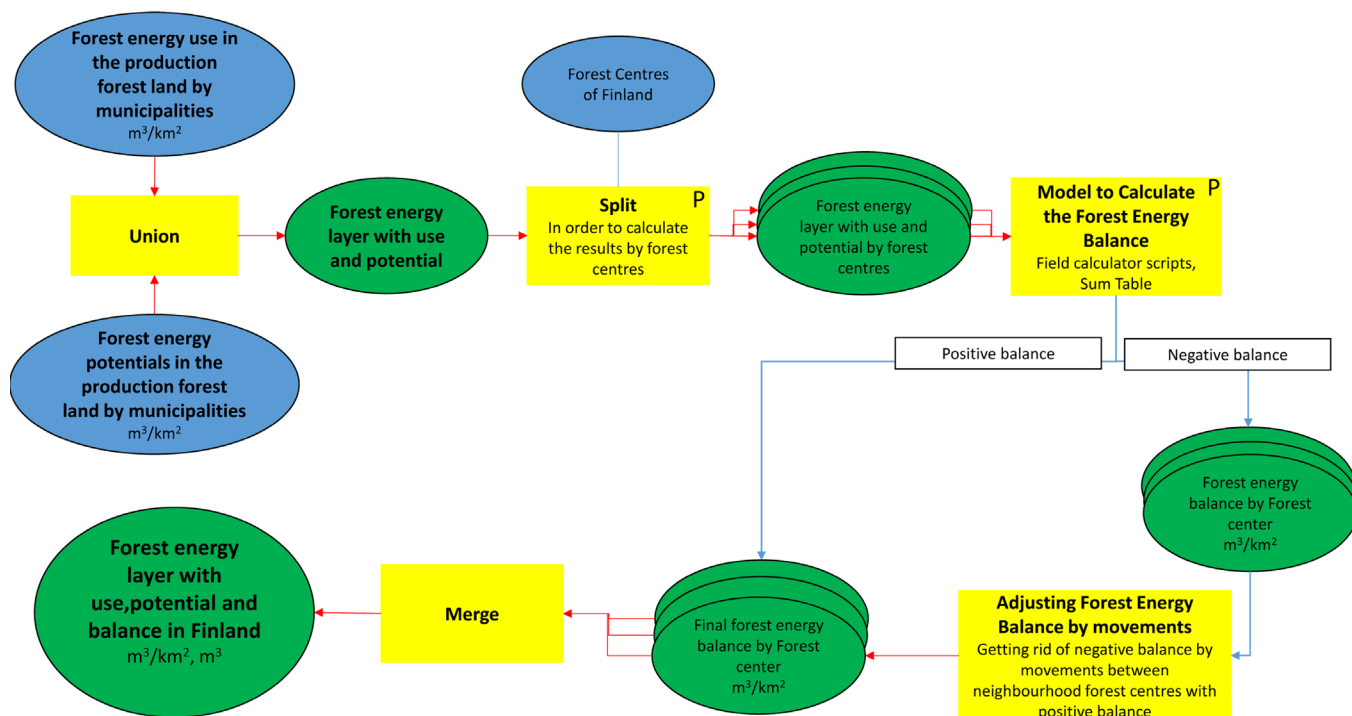 Forest energy use in
the production
forest land by
municipalities
m³/km²
Forest Centres
of Finland
Union
Forest energy
layer with use
and potential
Split P
In order to calculate
the results by forest
centres
Forest energy
layer with use and
potential by forest
centres
Model to Calculate P
the Forest Energy
Balance
Field calculator scripts,
Sum Table
Forest energy
potentials in the
production forest
land by municipalities
m³/km²
Positive balance
Negative balance
Forest energy
balance by Forest
center
m³/km²
Forest energy
layer with
use,potential and
balance in Finland
m³/km², m³
Merge
Final forest energy
balance by Forest
center
m³/km²
Adjusting Forest Energy
Balance by movements
Getting rid of negative balance by
movements between
neighbourhood forest centres with
positive balance